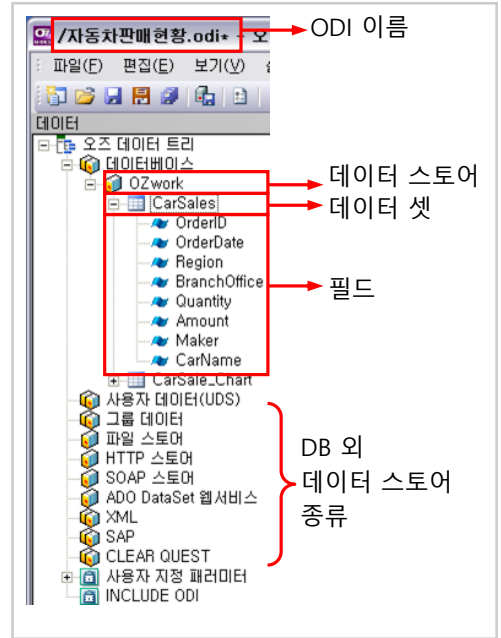 /자동차판매현황.odi* - 오
ODI 이름
파일(F) 편집(E) 보기(V)
데이터
오즈 데이터 트리
데이터베이스
OZwork
데이터 스토어
CarSales
데이터 셋
OrderID
OrderDate
Region
BranchOffice
필드
Quantity
Amount
Maker
CarName
CarSale_Chart
사용자 데이터(UDS)
그룹 데이터
파일 스토어
HTTP 스토어
SOAP 스토어
ADO DataSet 웹서비스
XML
SAP
CLEAR QUEST
DB 외
데이터 스토어
종류
사용자 지정 패러미터
INCLUDE ODI